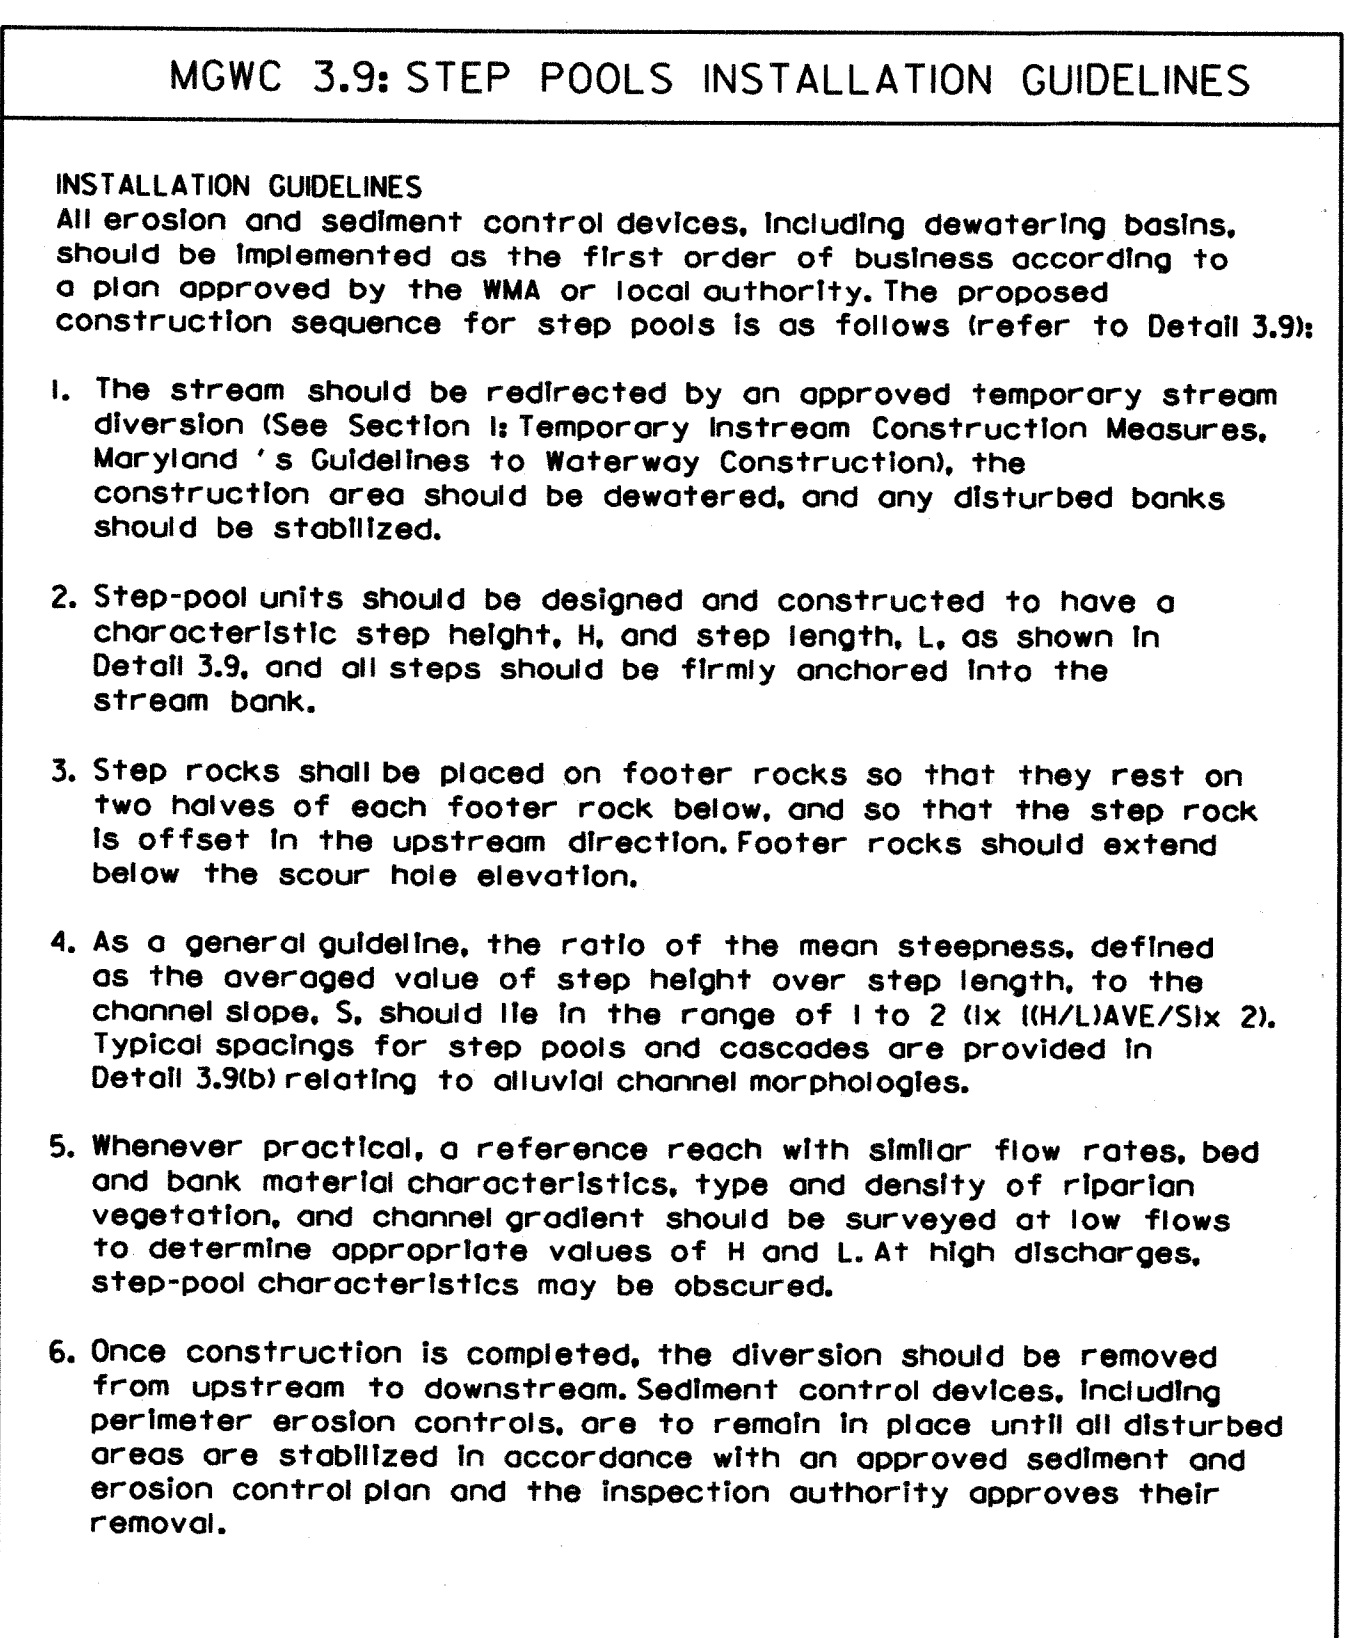 MGWC 3.9: STEP POOLS INSTALLATION GUIDELINES
INSTALLATION GUIDELINES
All erosion and sediment control devices, including dewatering basins,
should be implemented as the first order of business according to
a plan approved by the WMA or local authority. The proposed
construction sequence for step pools is as follows (refer to Detail 3.9):
1. The stream should be redirected by an approved temporary stream
diversion (See Section 1: Temporary Instream Construction Measures,
Maryland 's Guidelines to Waterway Construction), the
construction area should be dewatered, and any disturbed banks
should be stabilized.
2. Step-pool units should be designed and constructed to have a
characteristic step height, H, and step length, L, as shown in
Detail 3.9, and all steps should be firmly anchored into the
stream bank.
3. Step rocks shall be placed on footer rocks so that they rest on
two halves of each footer rock below, and so that the step rock
is offset in the upstream direction. Footer rocks should extend
below the scour hole elevation.
4. As a general guideline, the ratio of the mean steepness, defined
as the averaged value of step height over step length, to the
channel slope, S, should lie in the range of 1 to 2 (1x ((H/L)AVE/S)x 2).
Typical spacings for step pools and cascades are provided in
Detail 3.9(b) relating to alluvial channel morphologies.
5. Whenever practical, a reference reach with similar flow rates, bed
and bank material characteristics, type and density of riparian
vegetation, and channel gradient should be surveyed at low flows
to determine appropriate values of H and L. At high discharges,
step-pool characteristics may be obscured.
6. Once construction is completed, the diversion should be removed
from upstream to downstream. Sediment control devices, including
perimeter erosion controls, are to remain in place until all disturbed
areas are stabilized in accordance with an approved sediment and
erosion control plan and the inspection authority approves their
removal.